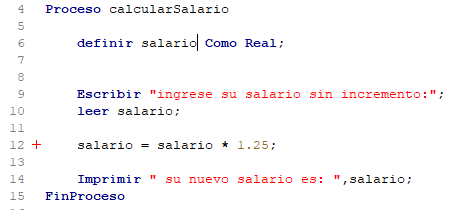 4 Proceso calcularSalario
5
6 definir salario Como Real;
7
8
9 Escribir "ingrese su salario sin incremento:";
10 leer salario;
11
12 + salario = salario * 1.25;
13
14 Imprimir " su nuevo salario es: ",salario;
15 FinProceso